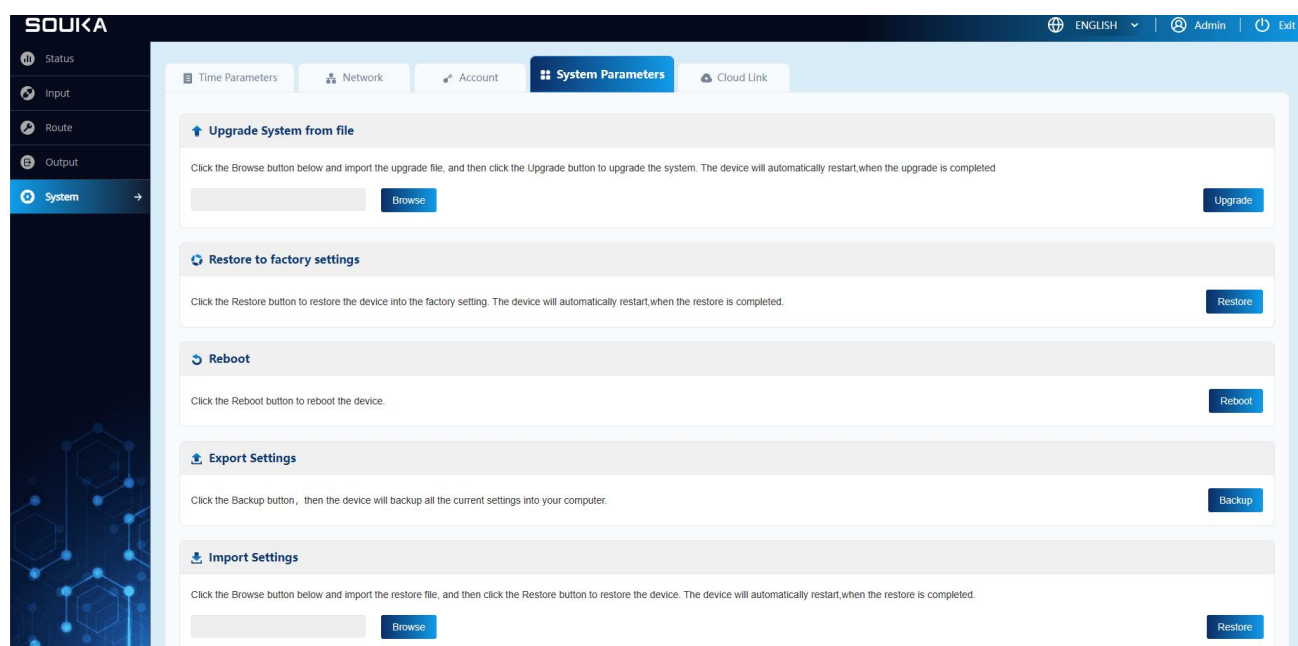 SOUKA
ENGLISH | Admin | Exit
Status
Input
Route
Output
System
Time Parameters
Network
Account
System Parameters
Cloud Link
Upgrade System from file
Click the Browse button below and import the upgrade file, and then click the Upgrade button to upgrade the system. The device will automatically restart,when the upgrade is completed
Browse
Upgrade
Restore to factory settings
Click the Restore button to restore the device into the factory setting. The device will automatically restart,when the restore is completed.
Restore
Reboot
Click the Reboot button to reboot the device.
Reboot
Export Settings
Click the Backup button，then the device will backup all the current settings into your computer.
Backup
Import Settings
Click the Browse button below and import the restore file, and then click the Restore button to restore the device. The device will automatically restart,when the restore is completed.
Browse
Restore